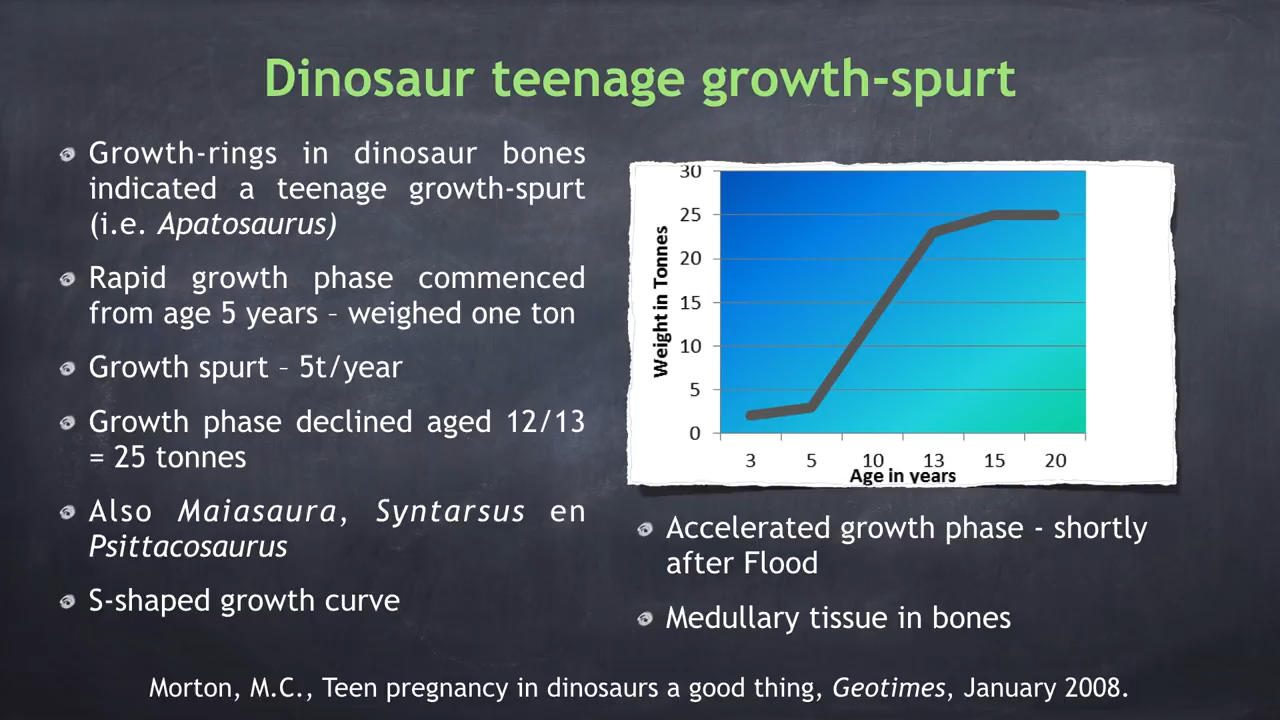 Dinosaur teenage growth-spurt
Growth-rings in dinosaur bones
indicated a teenage growth-spurt
(i.e. Apatosaurus)
Rapid growth phase commenced
from age 5 years – weighed one ton
Growth spurt – 5t/year
Growth phase declined aged 12/13
= 25 tonnes
Also Maiasaura, Syntarsus en
Psittacosaurus
S-shaped growth curve
Weight in Tonnes
30
25
20
15
10
5
0
3 5 10 13 15 20
Age in years
Accelerated growth phase - shortly
after Flood
Medullary tissue in bones
Morton, M.C., Teen pregnancy in dinosaurs a good thing, Geotimes, January 2008.